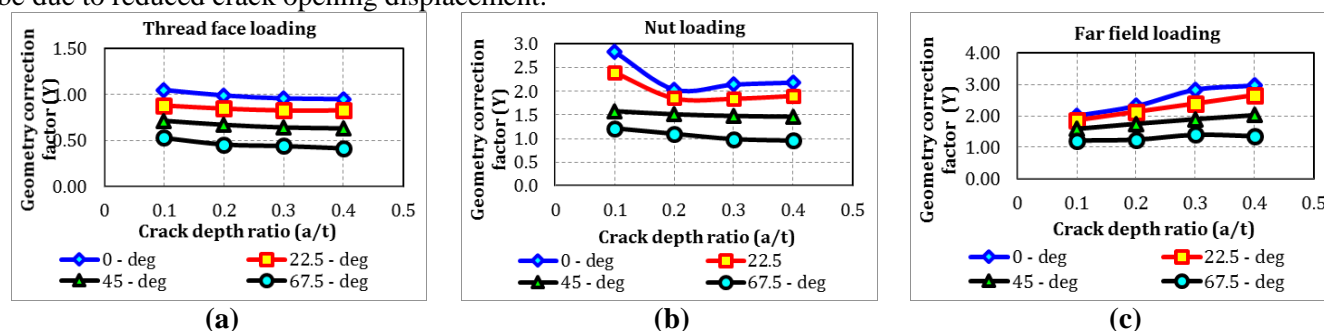 be due to reduced crack opening displacement.
Thread face loading
Geometry correction
factor (Y)
1.50
1.00
0.50
0.00
0
0.1
0.2
0.3
0.4
0.5
Crack depth ratio (a/t)
0 - deg
22.5 - deg
45 - deg
67.5 - deg
(a)
Nut loading
Geometry correction
factor (Y)
3.0
2.5
2.0
1.5
1.0
0.5
0.0
0
0.1
0.2
0.3
0.4
0.5
Crack depth ratio (a/t)
0 - deg
22.5
45 - deg
67.5 - deg
(b)
Far field loading
Geometry correction
factor (Y)
4.00
3.00
2.00
1.00
0.00
0
0.1
0.2
0.3
0.4
0.5
Crack depth ratio (a/t)
0 - deg
22.5 - deg
45 - deg
67.5 - deg
(c)